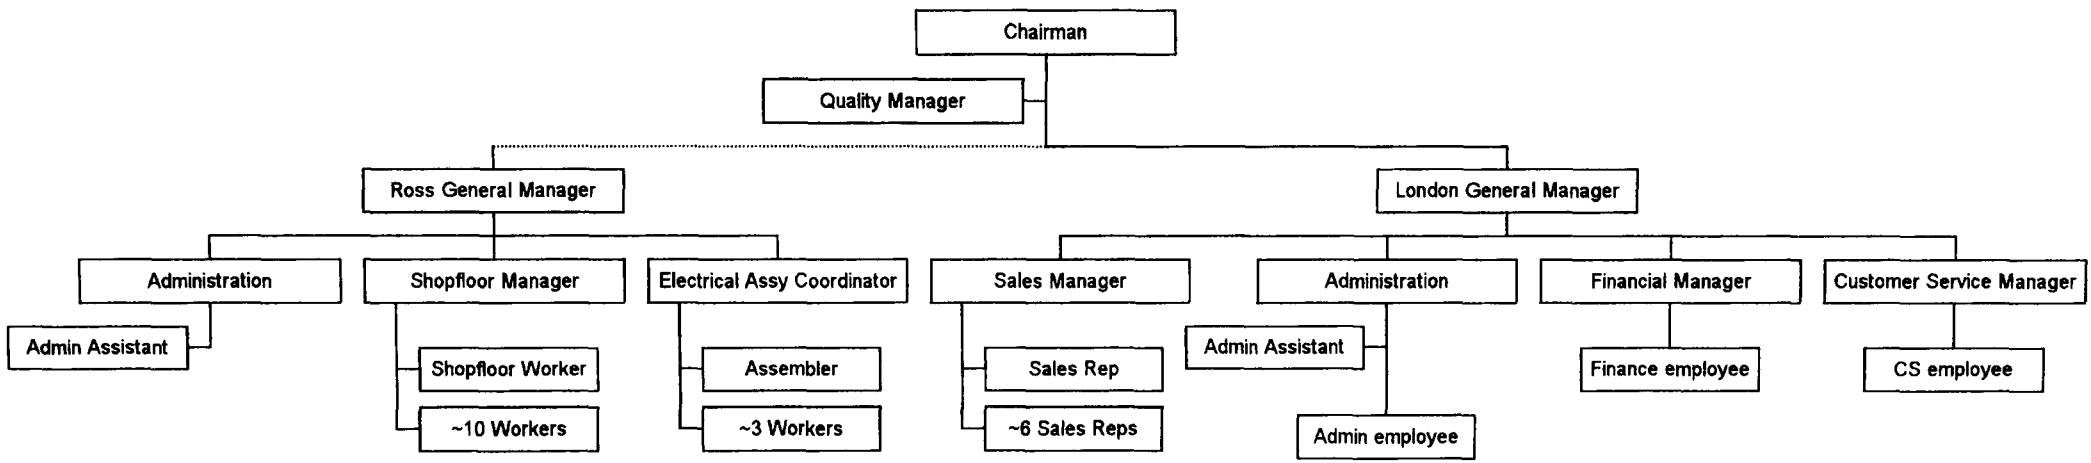 Chairman
Quality Manager
Ross General Manager
London General Manager
Administration
Shopfloor Manager
Electrical Assy Coordinator
Sales Manager
Administration
Financial Manager
Customer Service Manager
Admin Assistant
Shopfloor Worker
Assembler
Sales Rep
Admin Assistant
Finance employee
CS employee
~10 Workers
~3 Workers
~6 Sales Reps
Admin employee